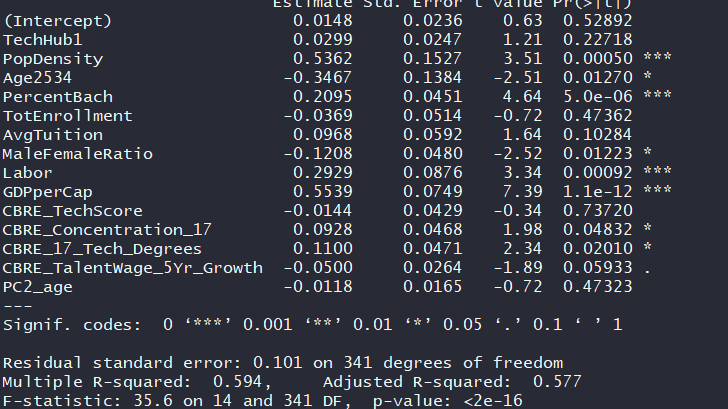 Estimate Std. Error t value Pr(>|t|)
(Intercept) 0.0148 0.0236 0.63 0.52892
TechHub1 0.0299 0.0247 1.21 0.22718
PopDensity 0.5362 0.1527 3.51 0.00050 ***
Age2534 -0.3467 0.1384 -2.51 0.01270 *
PercentBach 0.2095 0.0451 4.64 5.0e-06 ***
TotEnrollment -0.0369 0.0514 -0.72 0.47362
AvgTuition 0.0968 0.0592 1.64 0.10284
MaleFemaleRatio -0.1208 0.0480 -2.52 0.01223 *
Labor 0.2929 0.0876 3.34 0.00092 ***
GDPperCap 0.5539 0.0749 7.39 1.1e-12 ***
CBRE_TechScore -0.0144 0.0429 -0.34 0.73720
CBRE_Concentration_17 0.0928 0.0468 1.98 0.04832 *
CBRE_17_Tech_Degrees 0.1100 0.0471 2.34 0.02010 *
CBRE_TalentWage_5Yr_Growth -0.0500 0.0264 -1.89 0.05933 .
PC2_age -0.0118 0.0165 -0.72 0.47323
---
Signif. codes: 0 ‘***’ 0.001 ‘**’ 0.01 ‘*’ 0.05 ‘.’ 0.1 ‘ ’ 1
Residual standard error: 0.101 on 341 degrees of freedom
Multiple R-squared: 0.594, Adjusted R-squared: 0.577
F-statistic: 35.6 on 14 and 341 DF, p-value: <2e-16